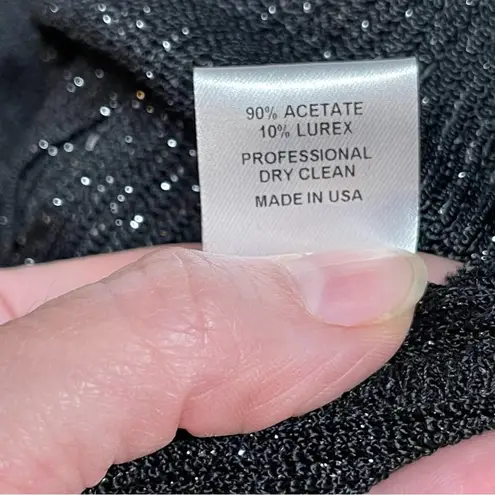 90% ACETATE
10% LUREX
PROFESSIONAL
DRY CLEAN
MADE IN USA